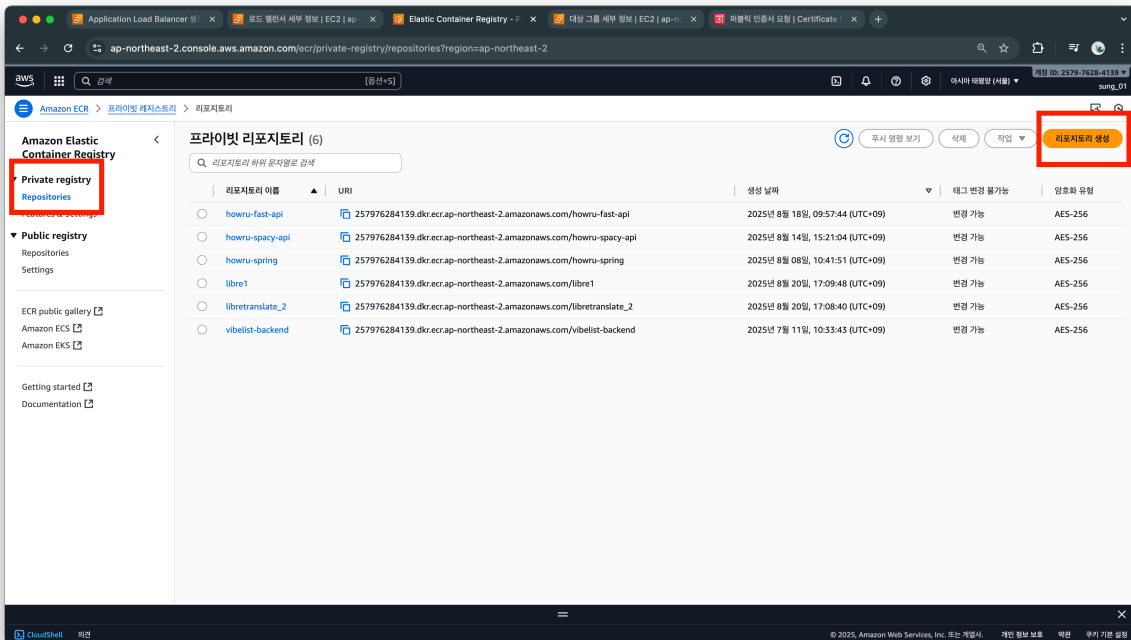 Application Load Balancer 생
로드 밸런서 세부 정보 | EC2 | ap-
Elastic Container Registry - P
대상 그룹 세부 정보 | EC2 | ap-n
퍼블릭 인증서 요청 | Certificate
ap-northeast-2.console.aws.amazon.com/ecr/private-registry/repositories?region=ap-northeast-2
aws
검색
[옵션+S]
아시아 태평양 (서울)
계정 ID: 2579-7628-4139
sung_01
Amazon ECR > 프라이빗 레지스트리 > 리포지토리
Amazon Elastic
Container Registry
Private registry
Repositories
Features & Settings
Public registry
Repositories
Settings
ECR public gallery
Amazon ECS
Amazon EKS
Getting started
Documentation
프라이빗 리포지토리 (6)
푸시 명령 보기
삭제
작업
리포지토리 생성
리포지토리 하위 문자열로 검색
리포지토리 이름 URI 생성 날짜 태그 변경 불가능 암호화 유형
howru-fast-api 257976284139.dkr.ecr.ap-northeast-2.amazonaws.com/howru-fast-api 2025년 8월 18일, 09:57:44 (UTC+09) 변경 가능 AES-256
howru-spacy-api 257976284139.dkr.ecr.ap-northeast-2.amazonaws.com/howru-spacy-api 2025년 8월 14일, 15:21:04 (UTC+09) 변경 가능 AES-256
howru-spring 257976284139.dkr.ecr.ap-northeast-2.amazonaws.com/howru-spring 2025년 8월 08일, 10:41:51 (UTC+09) 변경 가능 AES-256
libre1 257976284139.dkr.ecr.ap-northeast-2.amazonaws.com/libre1 2025년 8월 20일, 17:09:48 (UTC+09) 변경 가능 AES-256
libretranslate_2 257976284139.dkr.ecr.ap-northeast-2.amazonaws.com/libretranslate_2 2025년 8월 20일, 17:08:40 (UTC+09) 변경 가능 AES-256
vibelist-backend 257976284139.dkr.ecr.ap-northeast-2.amazonaws.com/vibelist-backend 2025년 7월 11일, 10:33:43 (UTC+09) 변경 가능 AES-256
CloudShell 의견
© 2025, Amazon Web Services, Inc. 또는 계열사. 개인 정보 보호 약관 쿠키 기본 설정